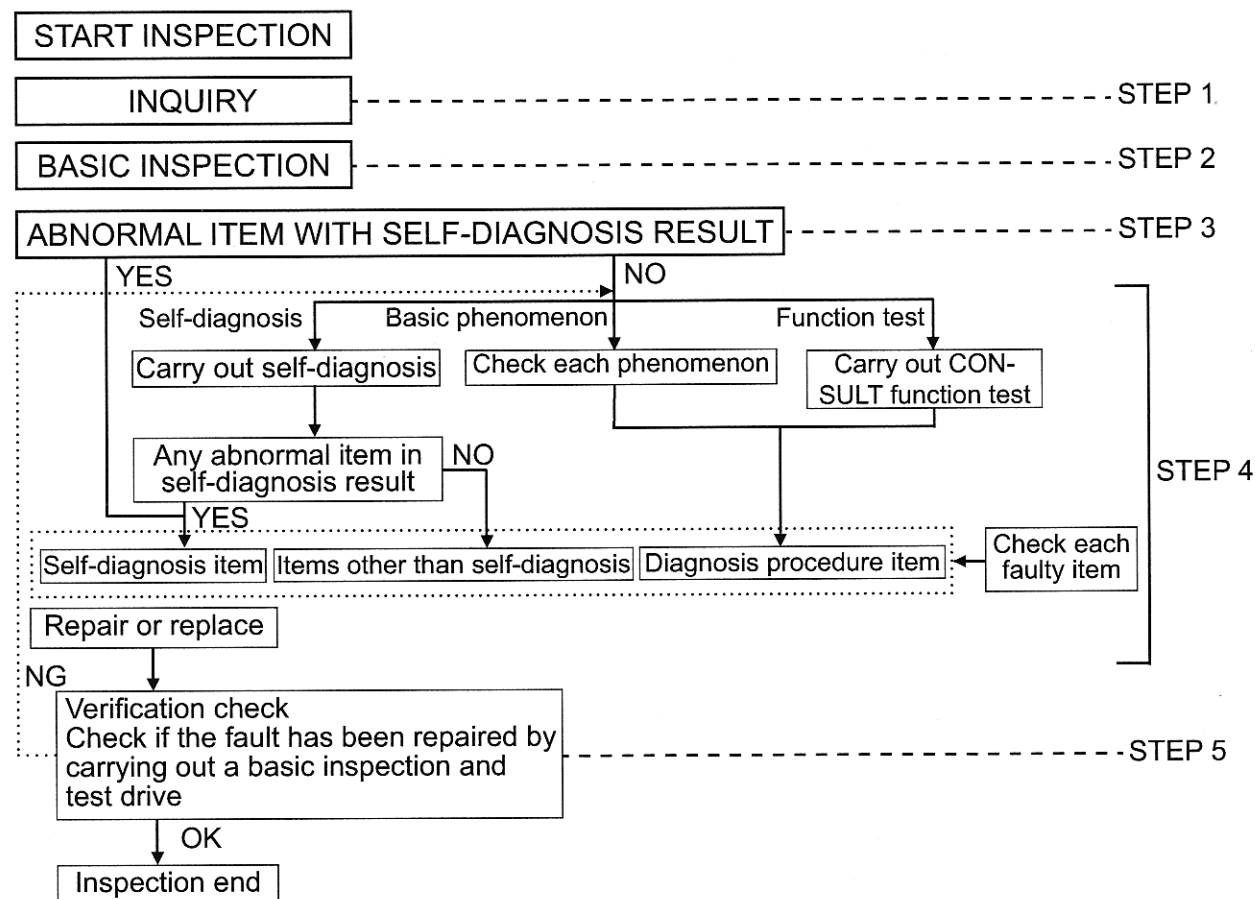 START INSPECTION
INQUIRY
STEP 1
BASIC INSPECTION
STEP 2
ABNORMAL ITEM WITH SELF-DIAGNOSIS RESULT
STEP 3
YES
NO
Self-diagnosis
Basic phenomenon
Function test
Carry out self-diagnosis
Check each phenomenon
Carry out CON-
SULT function test
Any abnormal item in
self-diagnosis result
NO
STEP 4
YES
Self-diagnosis item
Items other than self-diagnosis
Diagnosis procedure item
Check each
faulty item
Repair or replace
NG
Verification check
Check if the fault has been repaired by
carrying out a basic inspection and
test drive
STEP 5
OK
Inspection end